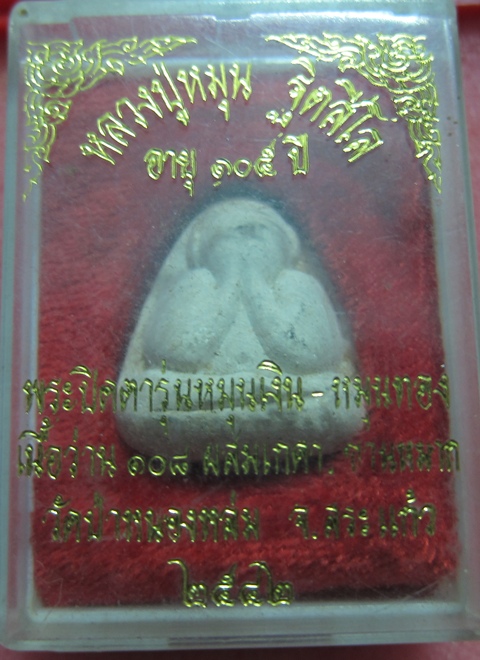 หลวงปู่หมุน ฐิตสีโล
อายุ ๑๐๕ ปี
พระปิดตารุ่นหมุนเงิน-หมุนทอง
เนื้อว่าน ๑๐๘ ผสมเกศา, ชานหมาก
วัดป่าหนองหล่ม จ.สระแก้ว
๒๕๔๒